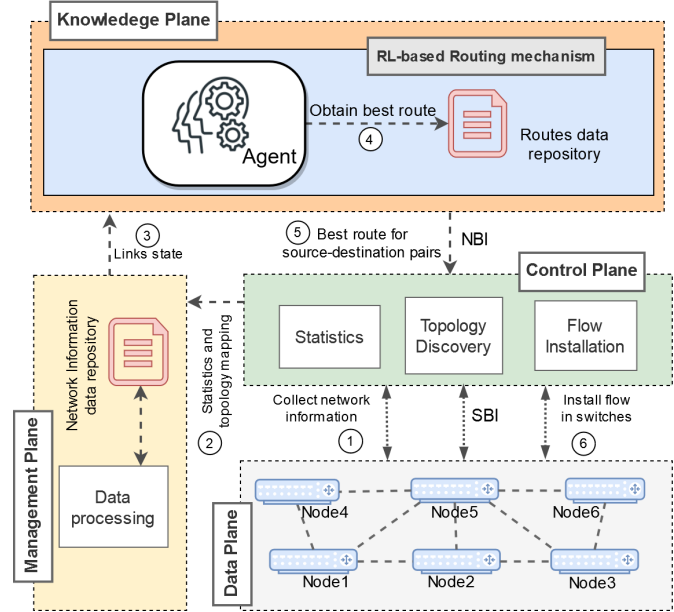 Knowledege Plane
RL-based Routing mechanism
Agent
Obtain best route
4
Routes data
repository
3
Links state
5
Best route for
source-destination pairs
NBI
Control Plane
Statistics
Topology
Discovery
Flow
Installation
Network Information
data repository
Data
processing
Management Plane
Statistics and
topology mapping
2
Collect network
information
1
SBI
Install flow
in switches
6
Data Plane
Node4
Node5
Node6
Node1
Node2
Node3